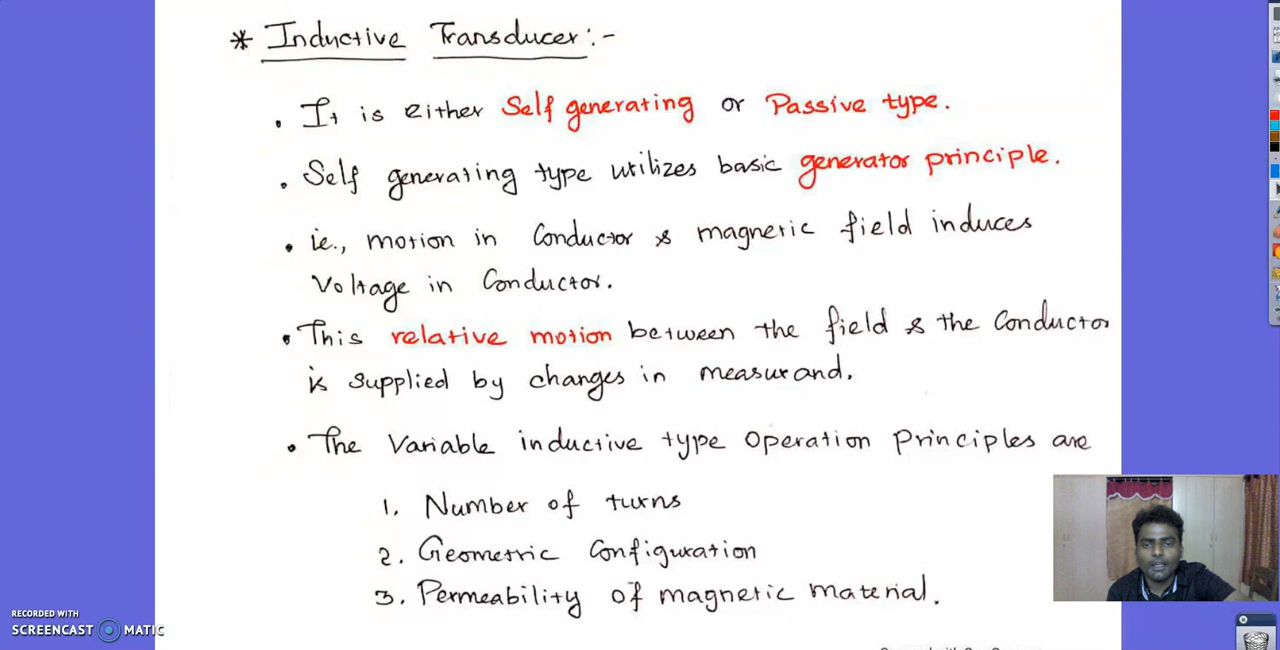 * Inductive Transducer:-
. It is either Self generating or Passive type.
. Self generating type utilizes basic generator principle.
. ie., motion in Conductor & magnetic field induces
Voltage in Conductor.
. This relative motion between the field & the Conductor
is supplied by changes in measurand.
. The Variable inductive type Operation Principles are
1. Number of turns
2. Geometric Configuration
3. Permeability of magnetic material.
RECORDED WITH
SCREENCAST MATIC